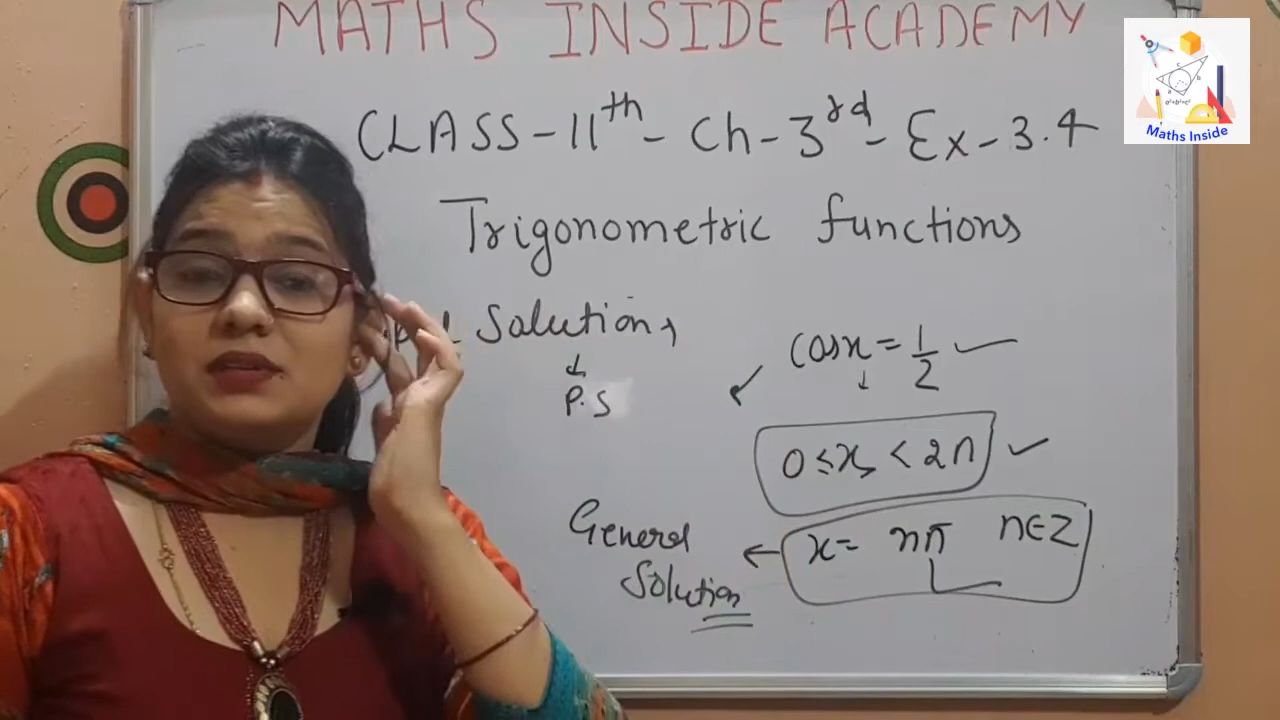 MATHS INSIDE ACADEMY
CLASS-11th - Ch-3rd - Ex-3.4
Trigonometric functions
Solution,
P.S
cosx = 1/2
0 ≤ x < 2π
General
Solution
x = nπ n∈Z
Maths Inside